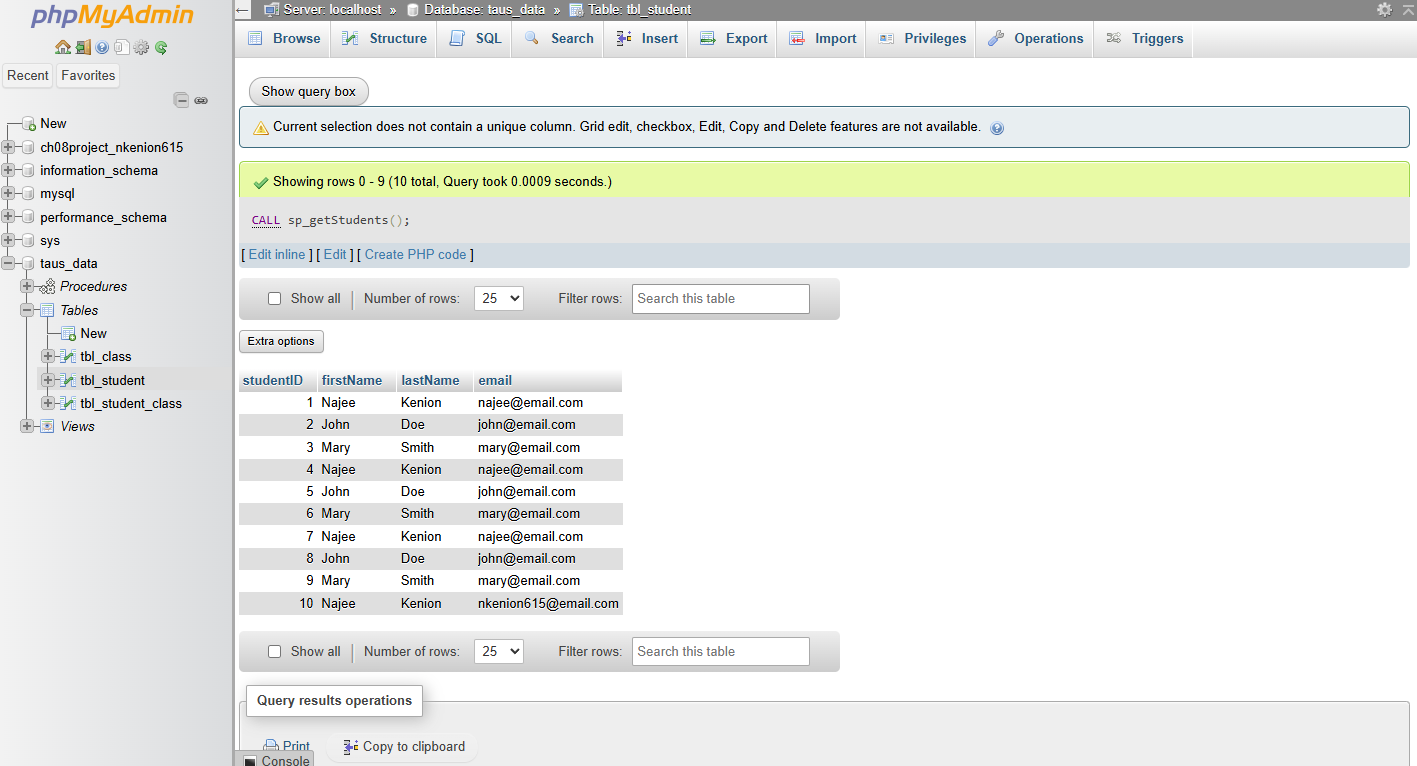 phpMyAdmin
Recent Favorites
New
ch08project_nkenion615
information_schema
mysql
performance_schema
sys
taus_data
Procedures
Tables
New
tbl_class
tbl_student
tbl_student_class
Views
Server: localhost » Database: taus_data » Table: tbl_student
Browse Structure SQL Search Insert Export Import Privileges Operations Triggers
Show query box
Current selection does not contain a unique column. Grid edit, checkbox, Edit, Copy and Delete features are not available.
Showing rows 0 - 9 (10 total, Query took 0.0009 seconds.)
CALL sp_getStudents();
[ Edit inline ] [ Edit ] [ Create PHP code ]
Show all Number of rows: 25 Filter rows: Search this table
Extra options
studentID firstName lastName email
1 Najee Kenion najee@email.com
2 John Doe john@email.com
3 Mary Smith mary@email.com
4 Najee Kenion najee@email.com
5 John Doe john@email.com
6 Mary Smith mary@email.com
7 Najee Kenion najee@email.com
8 John Doe john@email.com
9 Mary Smith mary@email.com
10 Najee Kenion nkenion615@email.com
Show all Number of rows: 25 Filter rows: Search this table
Query results operations
Print Copy to clipboard
Console